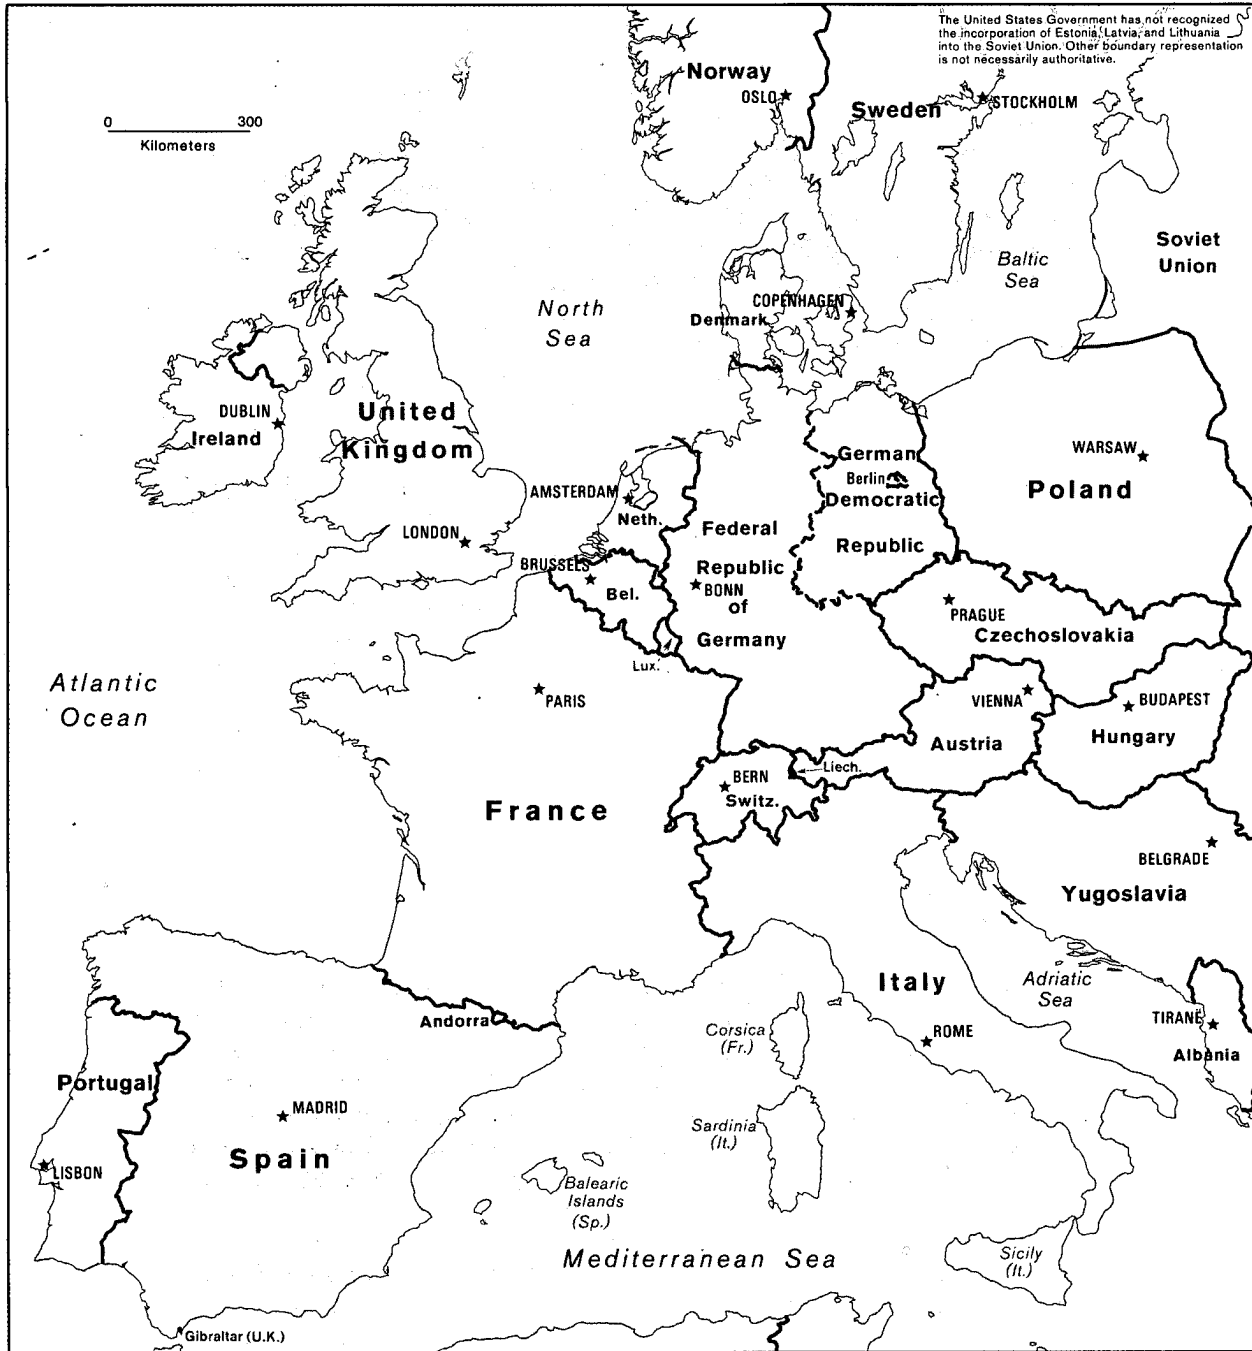 The United States Government has not recognized
the incorporation of Estonia, Latvia, and Lithuania
into the Soviet Union. Other boundary representation
is not necessarily authoritative.
Norway
OSLO
Sweden
STOCKHOLM
0 300
Kilometers
Soviet
Union
Baltic
Sea
North
Sea
COPENHAGEN
Denmark
DUBLIN
Ireland
United
Kingdom
LONDON
AMSTERDAM
Neth.
BRUSSELS
Bel.
Lux.
German
Berlin
Democratic
Republic
Federal
Republic
BONN
of
Germany
WARSAW
Poland
PRAGUE
Czechoslovakia
Atlantic
Ocean
PARIS
France
VIENNA
Austria
BUDAPEST
Hungary
BERN
Switz.
Liech.
BELGRADE
Yugoslavia
Italy
ROME
Adriatic
Sea
TIRANË
Albania
Andorra
Corsica
(Fr.)
Sardinia
(It.)
Portugal
LISBON
MADRID
Spain
Balearic
Islands
(Sp.)
Mediterranean Sea
Sicily
(It.)
Gibraltar (U.K.)